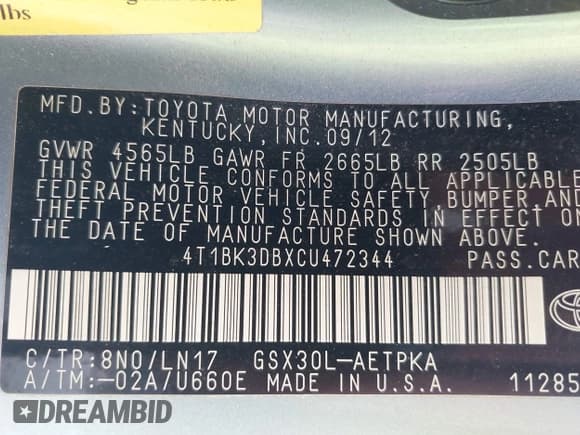 lbs
MFD. BY: TOYOTA MOTOR MANUFACTURING,
KENTUCKY, INC. 09/12
GVWR 4565LB GAWR FR 2665LB RR 2505LB
THIS VEHICLE CONFORMS TO ALL APPLICABLE
FEDERAL MOTOR VEHICLE SAFETY, BUMPER, AND
THEFT PREVENTION STANDARDS IN EFFECT O
THE DATE OF MANUFACTURE SHOWN ABOVE.
4T1BK3DBXCU472344 PASS. CAR
C/TR: 8N0/LN17 GSX30L-AETPKA
A/TM: -02A/U660E MADE IN U.S.A. 11285
DREAMBID